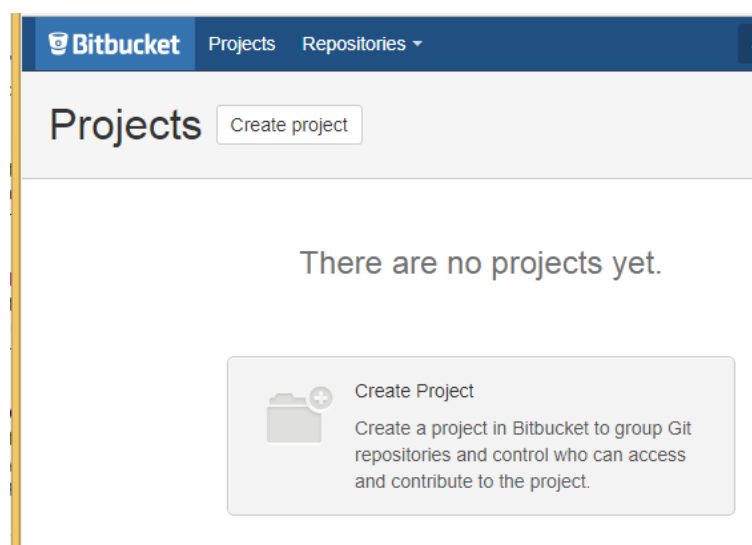 Bitbucket Projects Repositories
Projects Create project
There are no projects yet.
Create Project
Create a project in Bitbucket to group Git
repositories and control who can access
and contribute to the project.